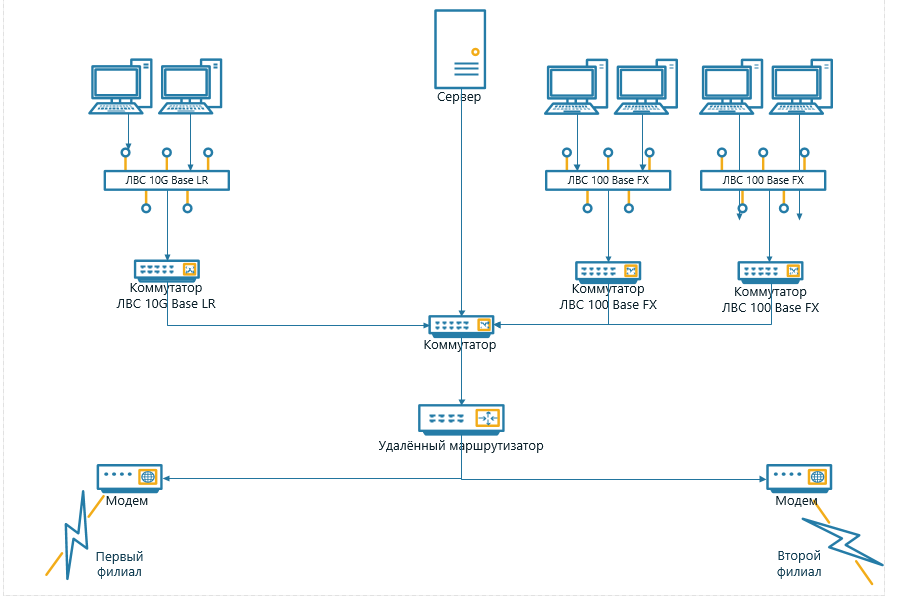 Сервер
ЛВС 10G Base LR
ЛВС 100 Base FX
ЛВС 100 Base FX
Коммутатор
ЛВС 10G Base LR
Коммутатор
ЛВС 100 Base FX
Коммутатор
ЛВС 100 Base FX
Коммутатор
Удалённый маршрутизатор
Модем
Модем
Первый
филиал
Второй
филиал